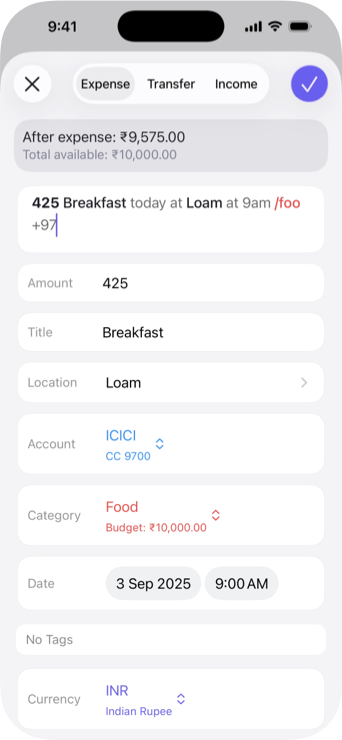 9:41
Expense Transfer Income
After expense: ₹9,575.00
Total available: ₹10,000.00
425 Breakfast today at Loam at 9am /foo
+97
Amount 425
Title Breakfast
Location Loam
Account ICICI
CC 9700
Category Food
Budget: ₹10,000.00
Date 3 Sep 2025 9:00 AM
No Tags
Currency INR
Indian Rupee